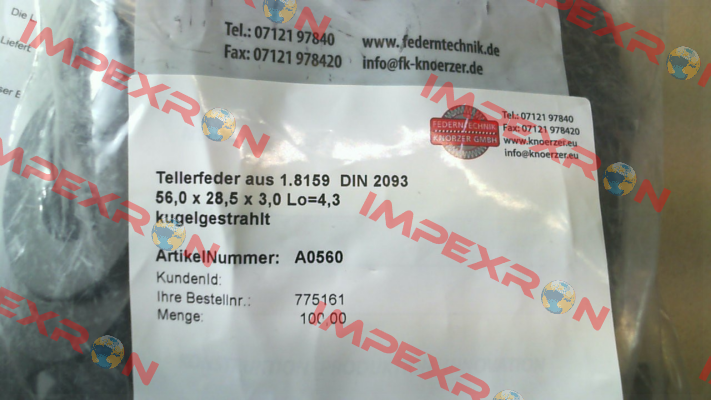 Die
Liefert
Tel.: 07121 97840
Fax: 07121 978420
www.federntechnik.de
info@fk-knoerzer.de
FEDERNTECHNIK
KNÖRZER GMBH
Tel.: 07121 97840
Fax: 07121 978420
www.knoerzer.eu
info@knoerzer.eu
Tellerfeder aus 1.8159 DIN 2093
56,0 x 28,5 x 3,0 Lo=4,3
kugelgestrahlt
ArtikelNummer: A0560
KundenId:
Ihre Bestellnr.: 775161
Menge: 100,00
IMPEXRON
IMPEXRON
IMPEXRON
IMPEXRON
IMPEXRON